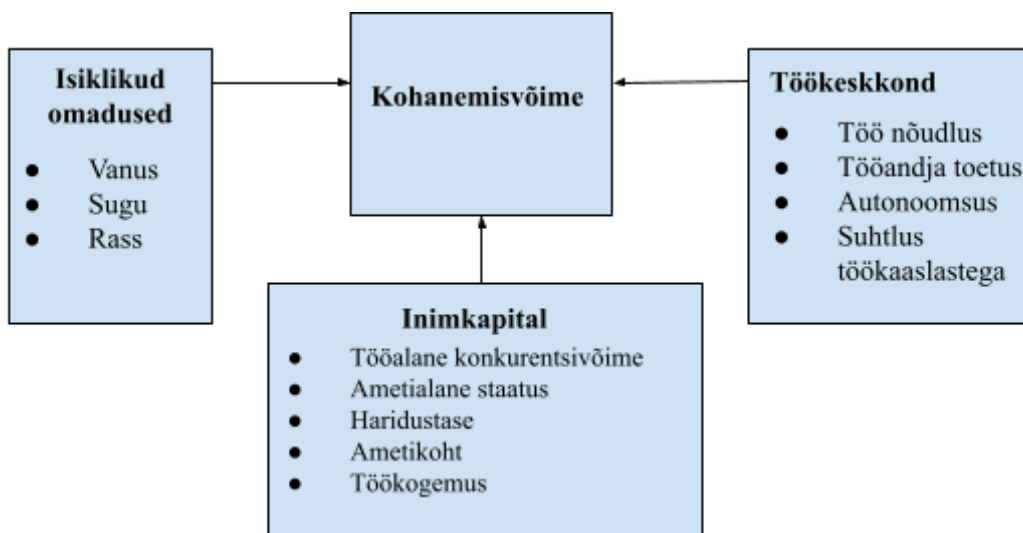 Isiklikud
omadused
● Vanus
● Sugu
● Rass
Kohanemisvõime
Töökeskkond
● Töö nõudlus
● Tööandja toetus
● Autonoomsus
● Suhtlus
töökaaslastega
Inimkapital
● Tööalane konkurentsivõime
● Ametialane staatus
● Haridustase
● Ametikoht
● Töökogemus